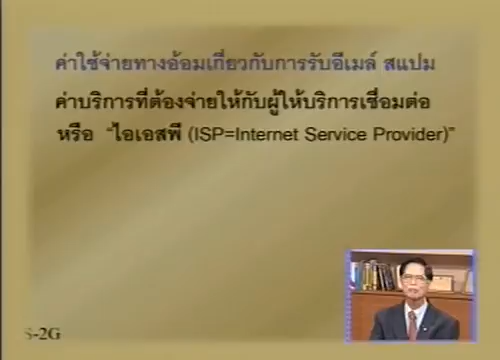 ค่าใช้จ่ายทางอ้อมเกี่ยวกับการรับอีเมล์ สแปม
ค่าบริการที่ต้องจ่ายให้กับผู้ให้บริการเชื่อมต่อ
หรือ “ไอเอสพี (ISP=Internet Service Provider)”
S-2G